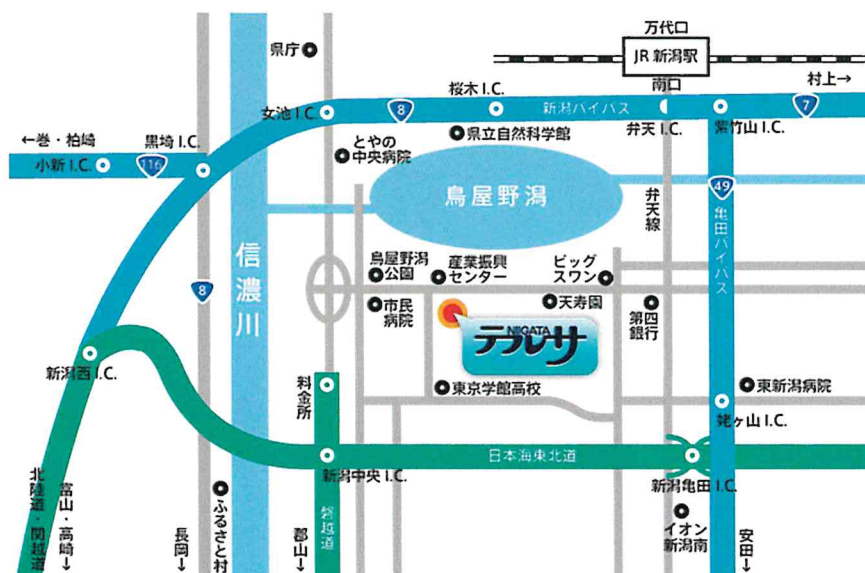 万代口
JR 新潟駅
南口
村上→
県庁
女池 I.C.
8
桜木 I.C.
新潟バイパス
弁天 I.C.
紫竹山 I.C.
7
←巻・柏崎
黒埼 I.C.
小新 I.C.
116
とやの
中央病院
県立自然科学館
鳥屋野潟
弁天線
49
亀田バイパス
信濃川
8
鳥屋野潟
公園
産業振興
センター
ビッグ
スワン
市民
病院
天寿園
第四
銀行
NIIGATA
テルサ
新潟西 I.C.
料金所
東京学館高校
東新潟病院
姥ヶ山 I.C.
日本海東北道
新潟中央 I.C.
新潟亀田 I.C.
北陸道・関越道
富山・高崎→
長岡→
ふるさと村
郡山→
磐越道
イオン
新潟南
安田→